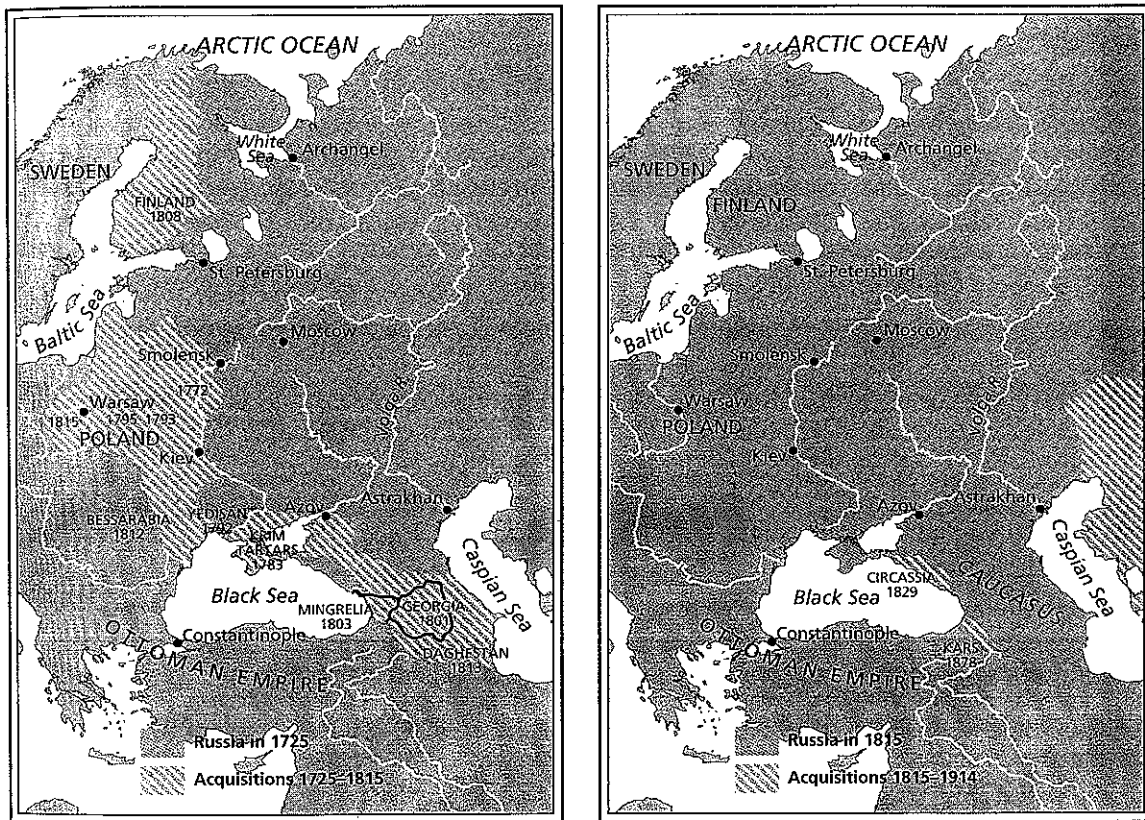 ARCTIC OCEAN
White
Sea
Archangel
SWEDEN
FINLAND
1808
St. Petersburg
Baltic Sea
Moscow
Smolensk
1772
Warsaw
1815
1795 1793
POLAND
Volga R.
Kiev
Azov
Astrakhan
BESSARABIA
1812
YEDISAN
1792
KRIM
TARTARS
1783
Caspian Sea
Black Sea
MINGRELIA
1803
GEORGIA
1801
DAGHESTAN
1813
Constantinople
OTTOMAN EMPIRE
Russia in 1725
Acquisitions 1725–1815
ARCTIC OCEAN
White
Sea
Archangel
SWEDEN
FINLAND
St. Petersburg
Baltic Sea
Moscow
molensk
Volga R.
Warsaw
POLAND
Kiev
Azov
Astrakhan
Caspian Sea
CIRCASSIA
1829
CAUCASUS
Black Sea
Constantinople
KARS
1878
OTTOMAN EMPIRE
Russia in 1815
Acquisitions 1815–1914